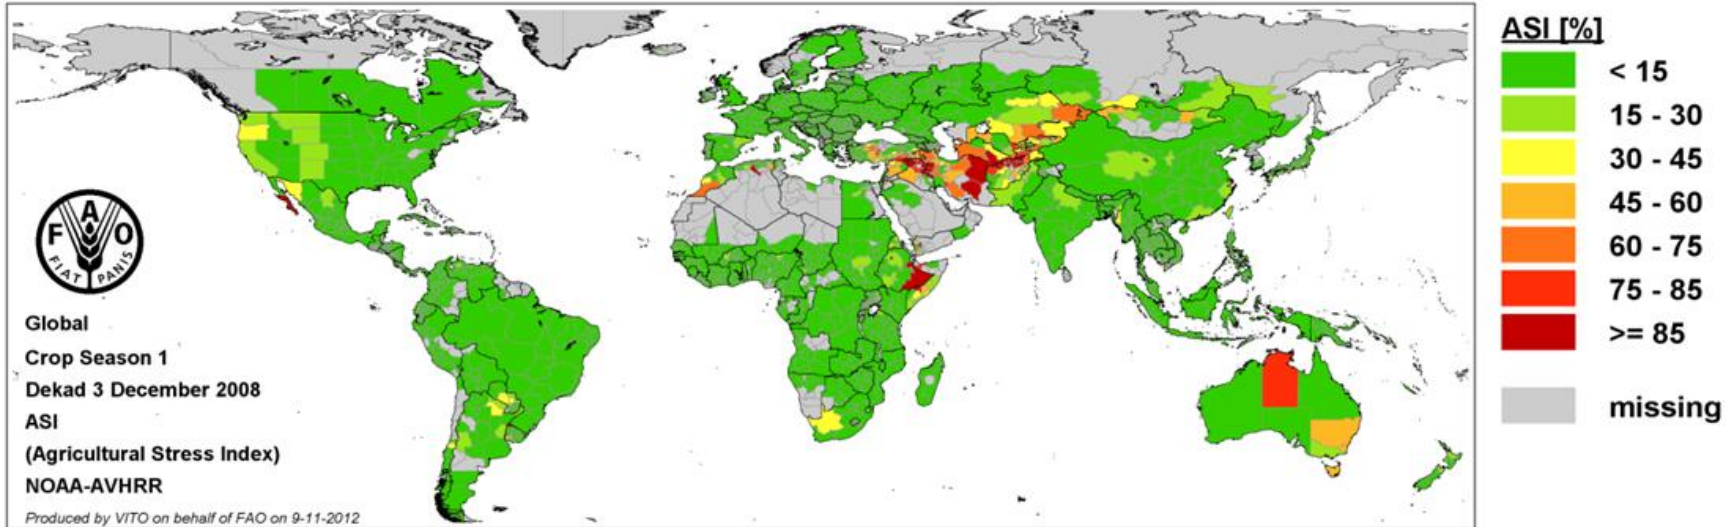 F A O
FIAT PANIS
Global
Crop Season 1
Dekad 3 December 2008
ASI
(Agricultural Stress Index)
NOAA-AVHRR
Produced by VITO on behalf of FAO on 9-11-2012
ASI [%]
< 15
15 - 30
30 - 45
45 - 60
60 - 75
75 - 85
>= 85
missing